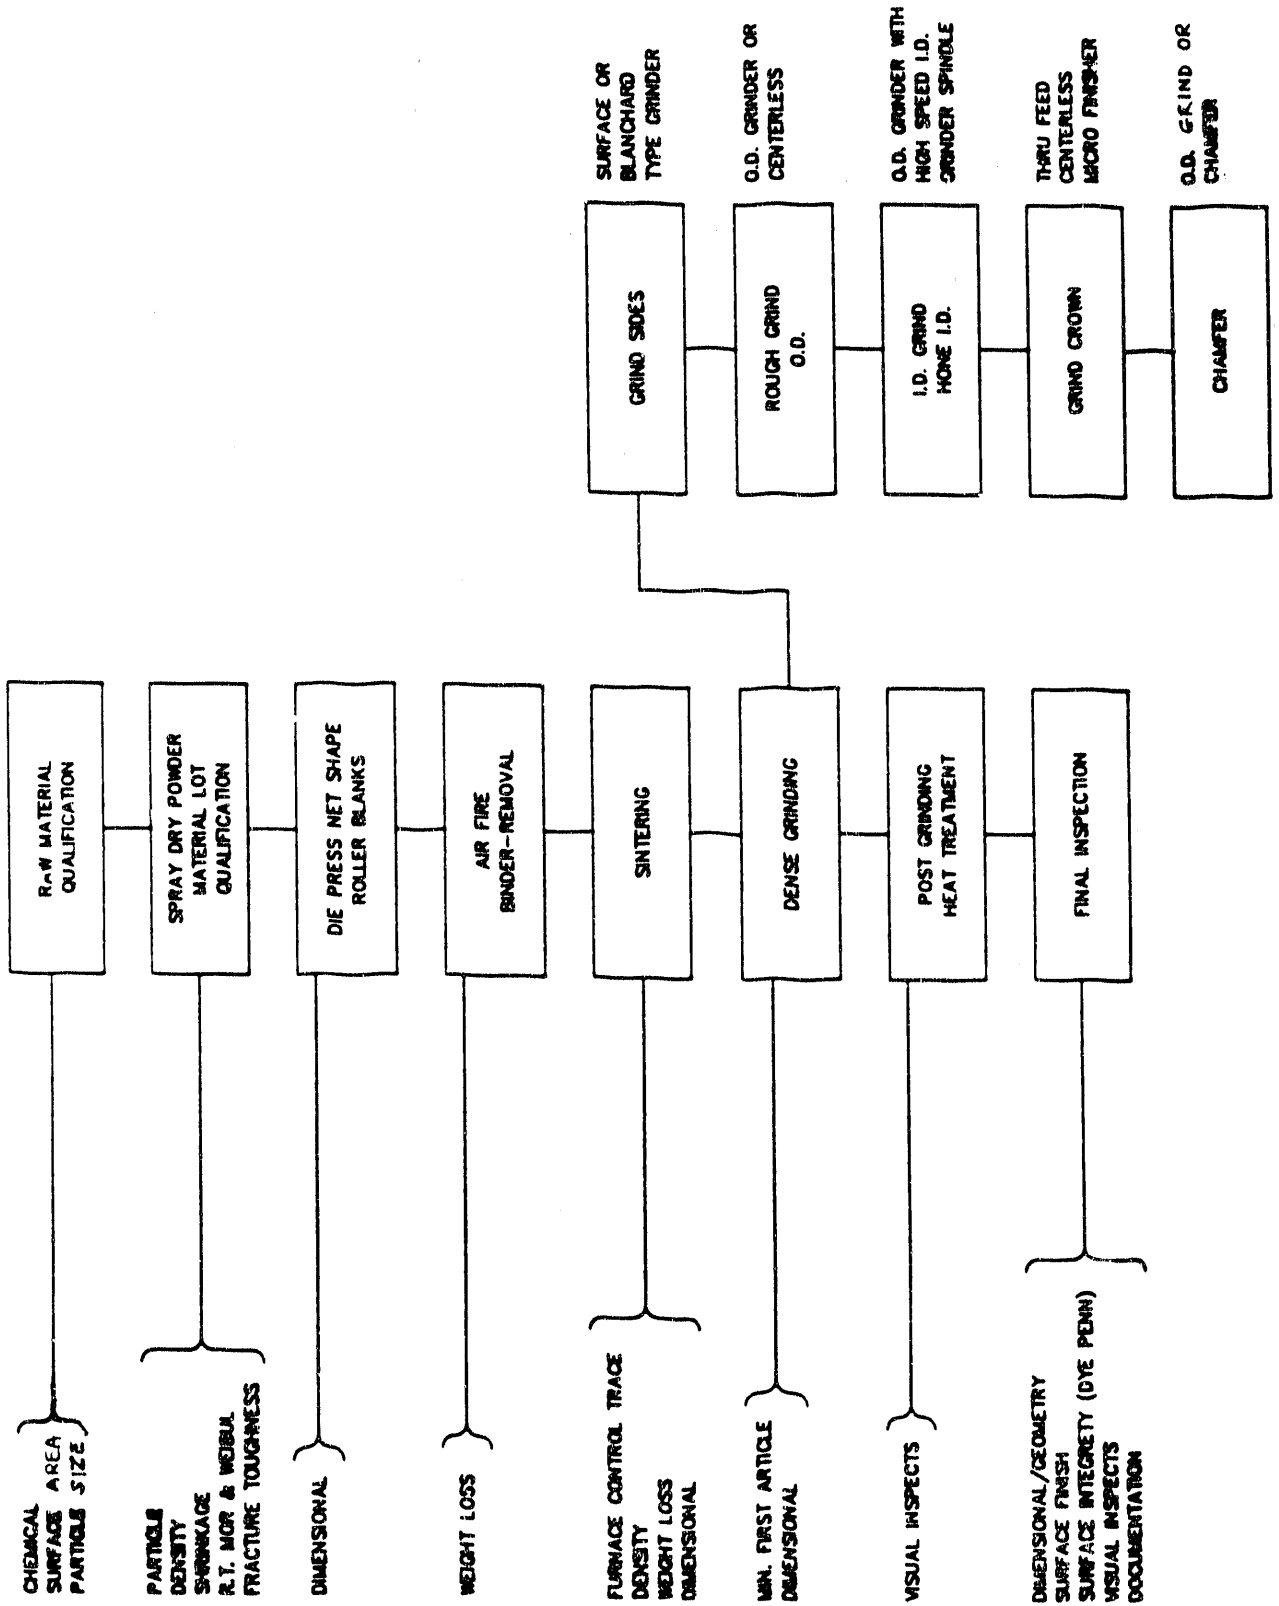 CHEMICAL
SURFACE AREA
PARTICLE SIZE
RAW MATERIAL
QUALIFICATION
PARTICLE
DENSITY
SHRINKAGE
R.T. MOR & WEIBUL
FRACTURE TOUGHNESS
SPRAY DRY POWDER
MATERIAL LOT
QUALIFICATION
DIMENSIONAL
DIE PRESS NET SHAPE
ROLLER BLANKS
WEIGHT LOSS
AIR FIRE
BINDER-REMOVAL
FURNACE CONTROL TRACE
DENSITY
WEIGHT LOSS
DIMENSIONAL
SINTERING
MIN. FIRST ARTICLE
DIMENSIONAL
DENSE GRINDING
VISUAL INSPECTS
POST GRINDING
HEAT TREATMENT
DIMENSIONAL/GEOMETRY
SURFACE FINISH
SURFACE INTEGRETY (DYE PENN)
VISUAL INSPECTS
DOCUMENTATION
FINAL INSPECTION
GRIND SIDES
SURFACE OR
BLANCHARD
TYPE GRINDER
ROUGH GRIND
O.D.
O.D. GRINDER OR
CENTERLESS
I.D. GRIND
HONE I.D.
O.D. GRINDER WITH
HIGH SPEED I.D.
GRINDER SPINDLE
GRIND CROWN
THRU FEED
CENTERLESS
MICRO FINISHER
CHAMFER
O.D. GRIND OR
CHAMFER